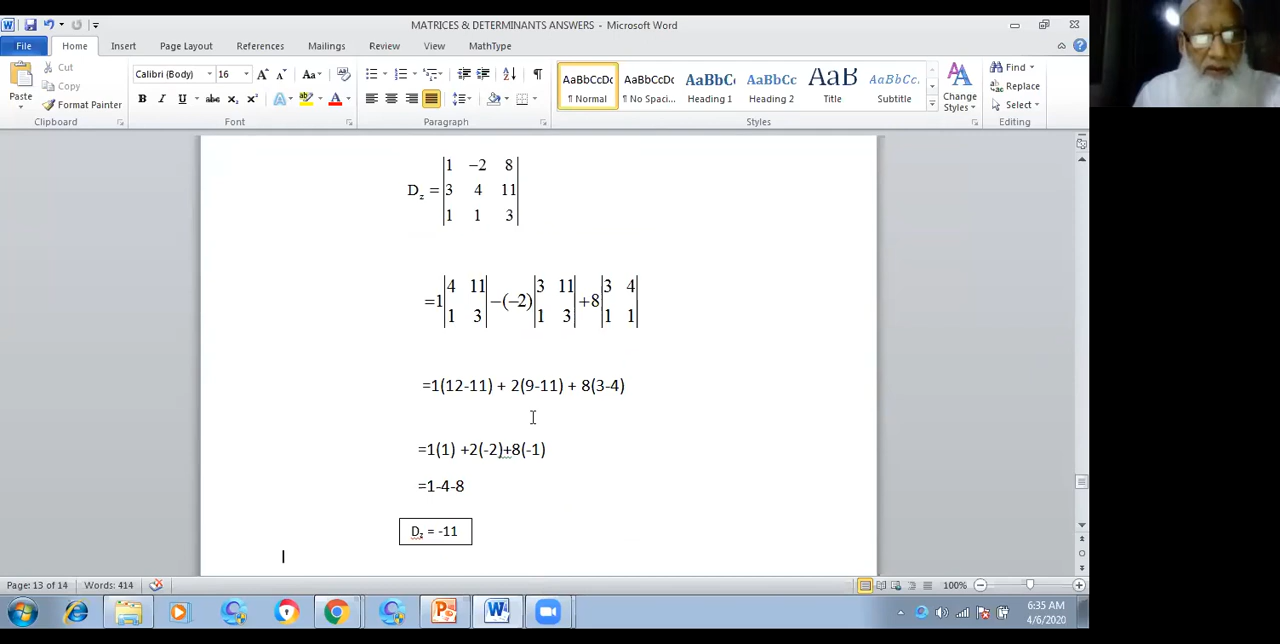 MATRICES & DETERMINANTS ANSWERS - Microsoft Word
File Home Insert Page Layout References Mailings Review View MathType
Paste Cut Copy Format Painter
Calibri (Body) 16
AaBbCcDc AaBbCcDc AaBbC( AaBbCc AaB AaBbCc.
¶ Normal ¶ No Spaci... Heading 1 Heading 2 Title Subtitle
Change Styles
Find Replace Select
Clipboard Font Paragraph Styles Editing
D_z = |1 −2 8|
|3 4 11|
|1 1 3|
=1|4 11| −(−2)|3 11| +8|3 4|
|1 3| |1 3| |1 1|
=1(12-11) + 2(9-11) + 8(3-4)
=1(1) +2(-2)+8(-1)
=1-4-8
D_z = -11
Page: 13 of 14 Words: 414 100%
6:35 AM
4/6/2020